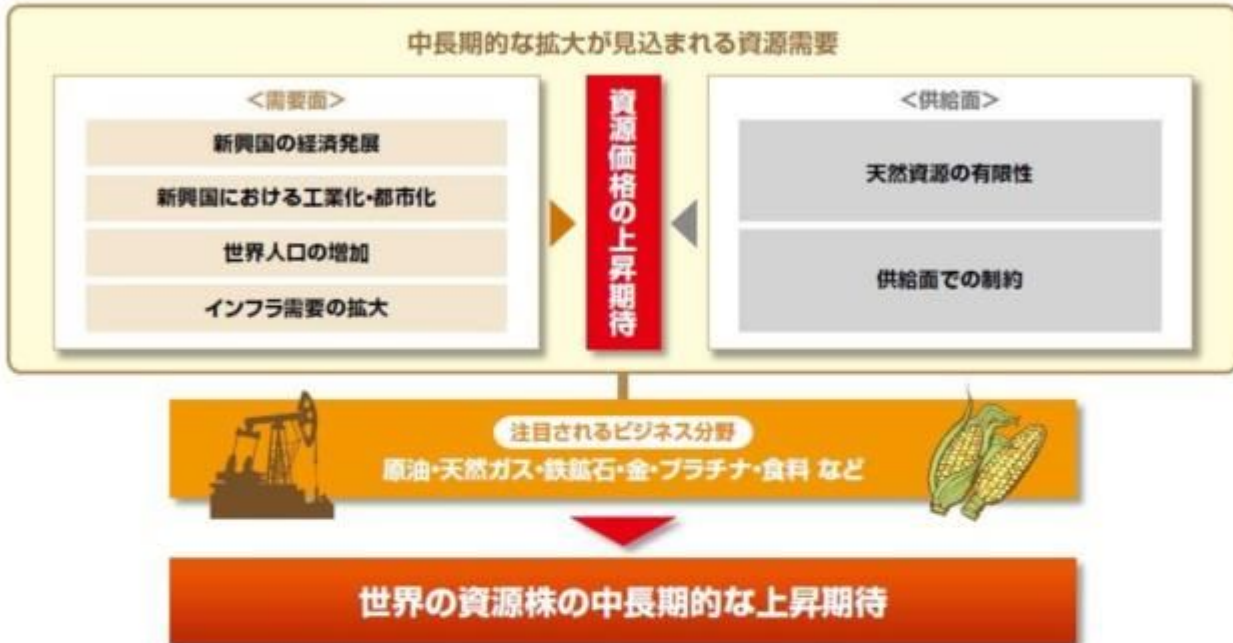 中長期的な拡大が見込まれる資源需要
＜需要面＞
新興国の経済発展
新興国における工業化・都市化
世界人口の増加
インフラ需要の拡大
資源価格の上昇期待
＜供給面＞
天然資源の有限性
供給面での制約
注目されるビジネス分野
原油・天然ガス・鉄鉱石・金・プラチナ・食料 など
世界の資源株の中長期的な上昇期待